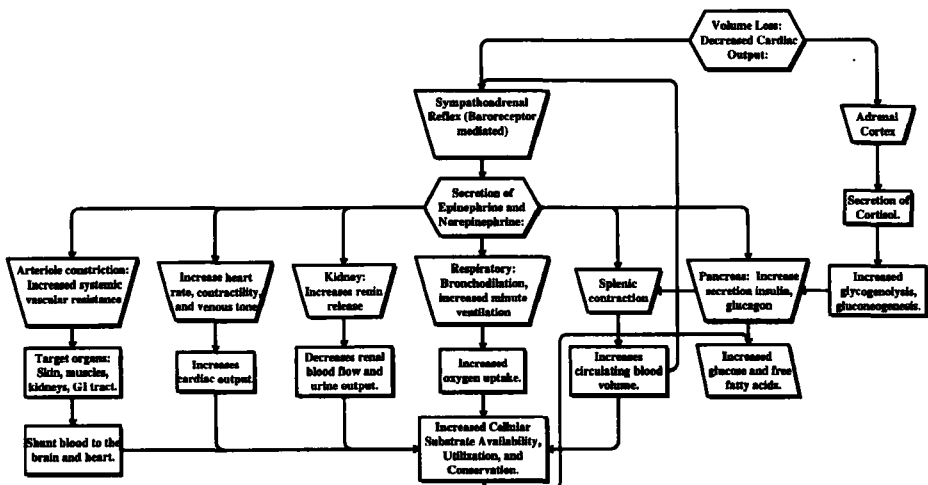 Volume Loss:
Decreased Cardiac
Output:
Sympathoadrenal
Reflex (Baroreceptor
mediated)
Adrenal
Cortex
Secretion of
Epinephrine and
Norepinephrine:
Secretion of
Cortisol.
Arteriole constriction:
Increased systemic
vascular resistance
Increase heart
rate, contractility,
and venous tone
Kidney:
Increases renin
release
Respiratory:
Bronchodilation,
increased minute
ventilation
Splenic
contraction
Pancreas: Increase
secretion insulin,
glucagon
Increased
glycogenolysis,
gluconeogenesis.
Target organs:
Skin, muscles,
kidneys, GI tract.
Increases
cardiac output.
Decreases renal
blood flow and
urine output.
Increased
oxygen uptake.
Increases
circulating blood
volume.
Increased
glucose and free
fatty acids.
Shunt blood to the
brain and heart.
Increased Cellular
Substrate Availability,
Utilization, and
Conservation.